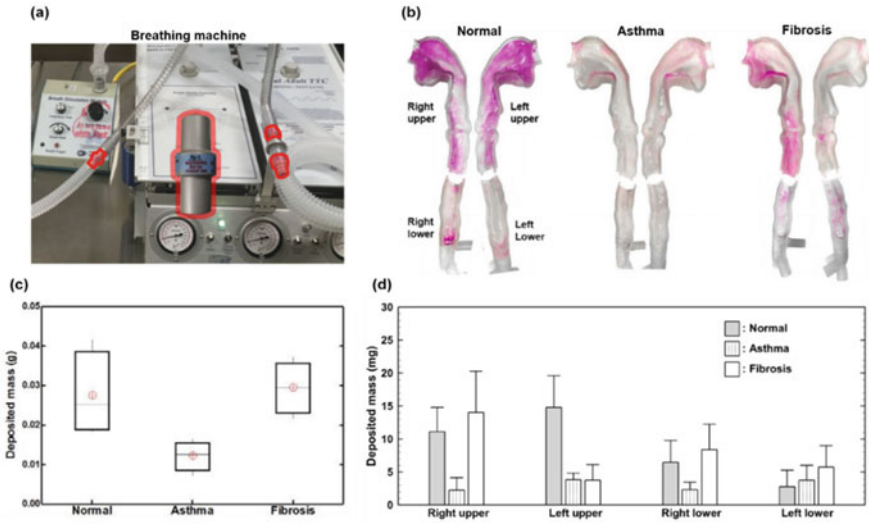 (a)
Breathing machine
(b)
Normal
Asthma
Fibrosis
Right
upper
Left
upper
Right
lower
Left
Lower
(c)
Deposited mass (g)
0.05
0.04
0.03
0.02
0.01
0.00
Normal
Asthma
Fibrosis
(d)
Deposited mass (mg)
30
25
20
15
10
5
0
: Normal
: Asthma
: Fibrosis
Right upper
Left upper
Right lower
Left lower